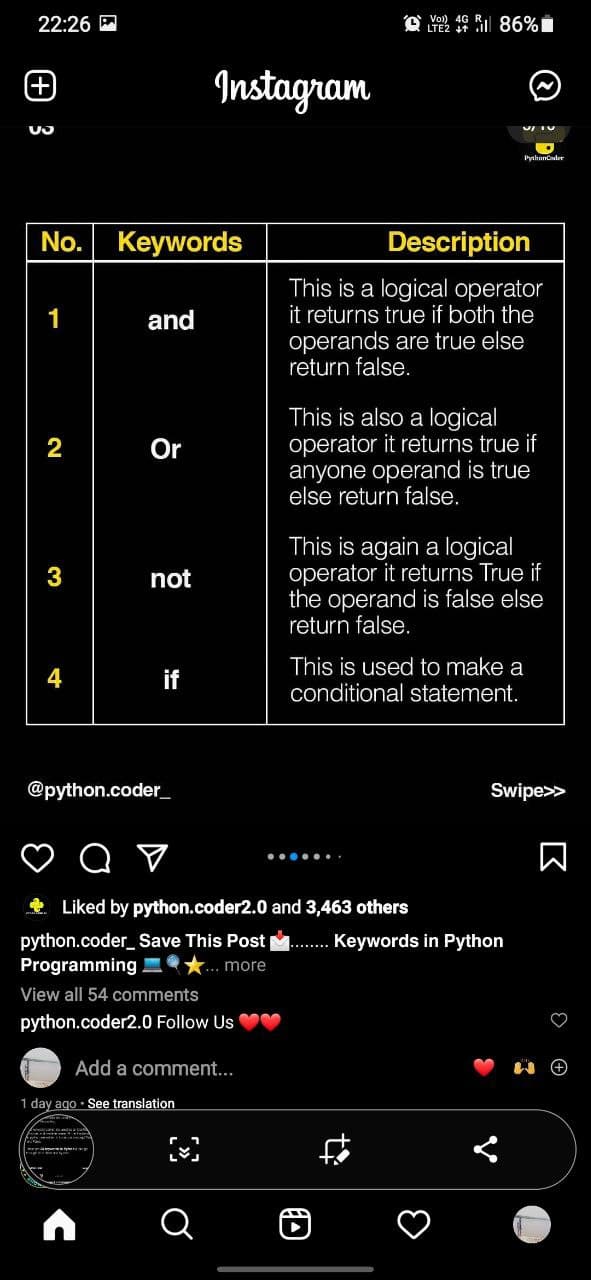 22:26 Vo)) LTE2 4G R 86%
Instagram
PythonCoder
No. Keywords Description
1 and This is a logical operator
it returns true if both the
operands are true else
return false.
2 Or This is also a logical
operator it returns true if
anyone operand is true
else return false.
3 not This is again a logical
operator it returns True if
the operand is false else
return false.
4 if This is used to make a
conditional statement.
@python.coder_ Swipe>>
Liked by python.coder2.0 and 3,463 others
python.coder_ Save This Post 📩........ Keywords in Python
Programming 💻🔍⭐... more
View all 54 comments
python.coder2.0 Follow Us ❤️❤️
Add a comment... ❤️ 🙌
1 day ago • See translation